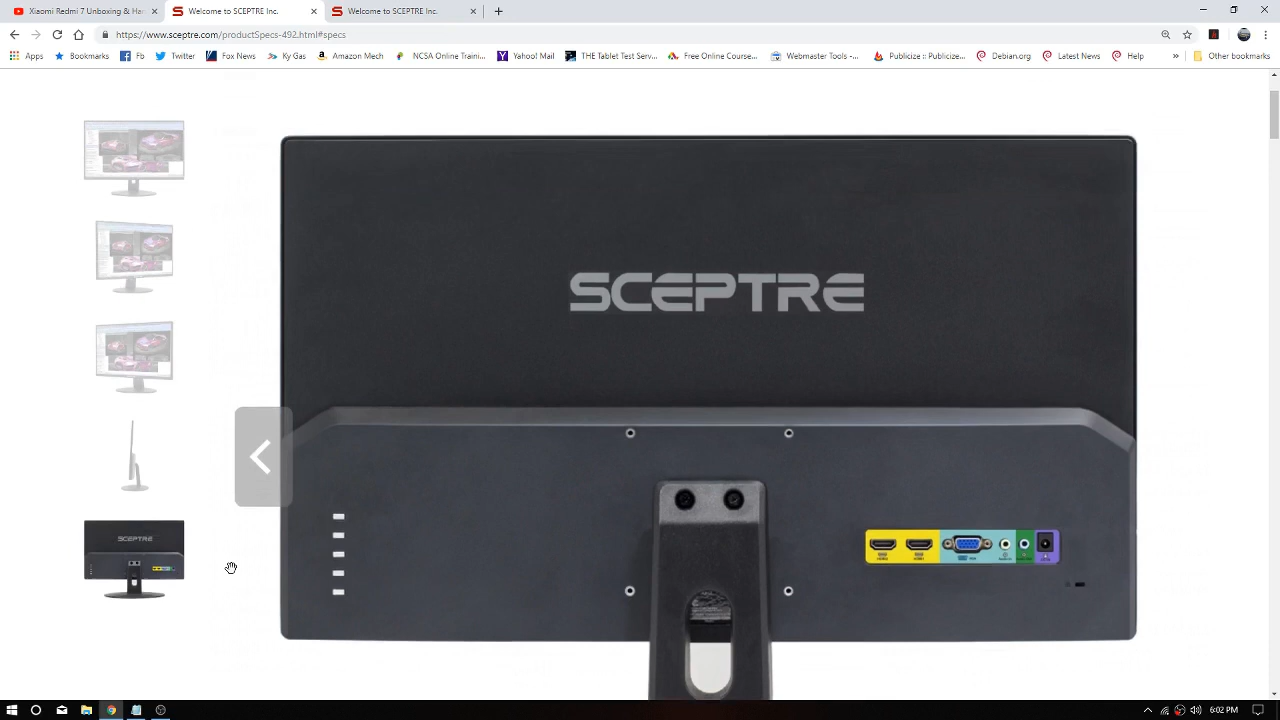 Xiaomi Redmi 7 Unboxing & Ha
Welcome to SCEPTRE Inc.
Welcome to SCEPTRE Inc.
https://www.sceptre.com/productSpecs-492.html#specs
Apps
Bookmarks
Fb
Twitter
Fox News
Ky Gas
Amazon Mech
NCSA Online Traini...
Yahoo Mail
THE Tablet Test Serv...
Free Online Course...
Webmaster Tools - ...
Publicize :: Publiciz...
Debian.org
Latest News
Help
»
Other bookmarks
SCEPTRE
SCEPTRE
6:02 PM